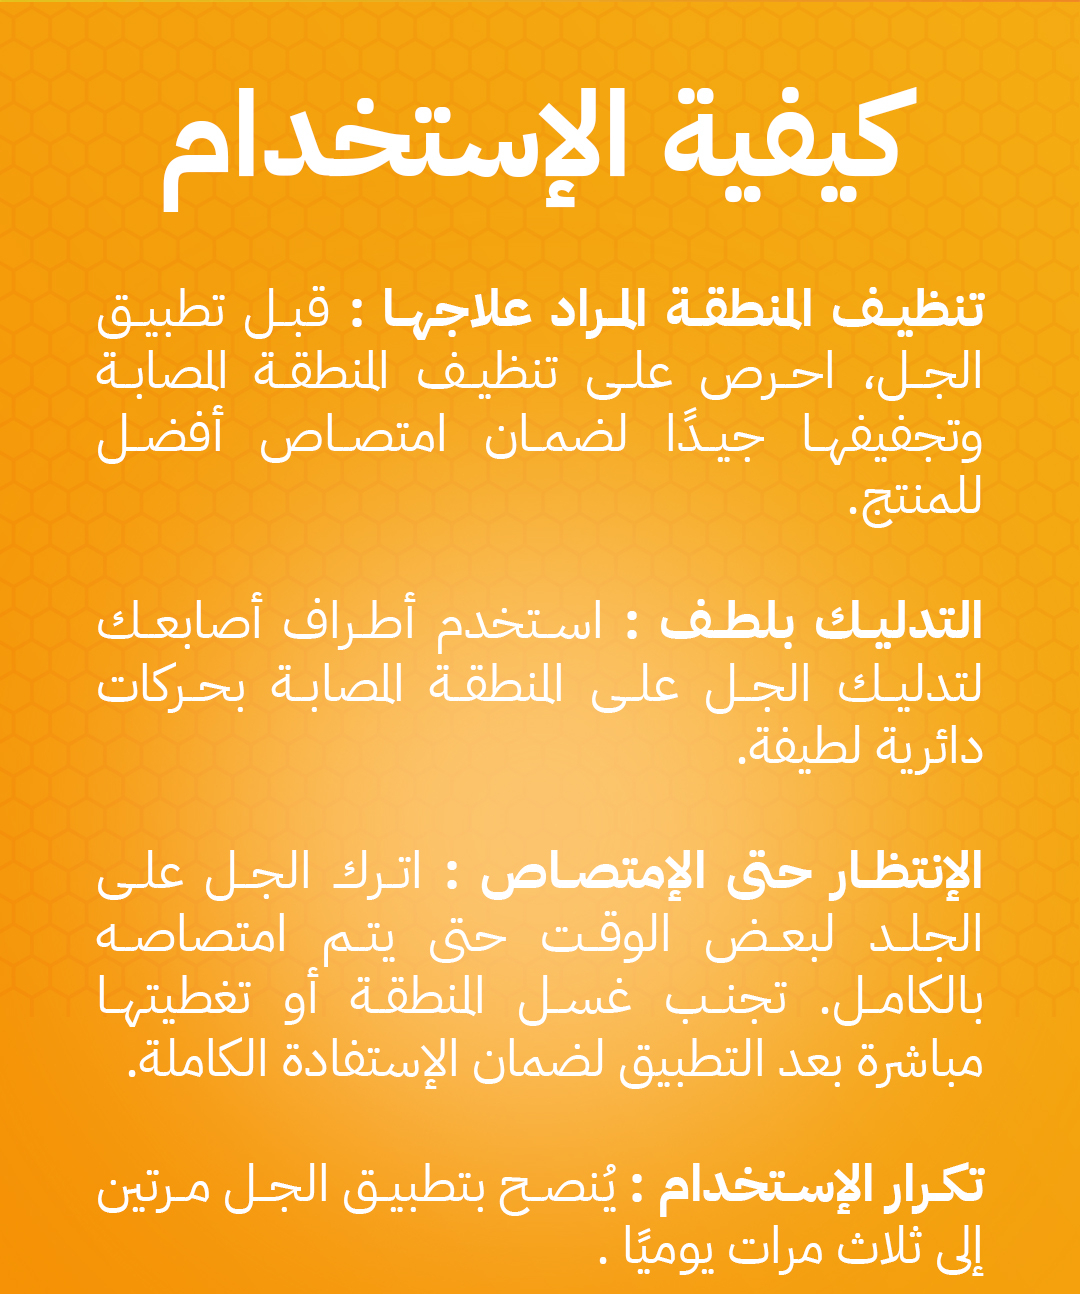 كيفية الإستخدام
تنظيف المنطقة المراد علاجها : قبل تطبيق
الجل، احرص على تنظيف المنطقة المصابة
وتجفيفها جيدًا لضمان امتصاص أفضل
للمنتج.
التدليك بلطف : استخدم أطراف أصابعك
لتدليك الجل على المنطقة المصابة بحركات
دائرية لطيفة.
الإنتظار حتى الإمتصاص : اترك الجل على
الجلد لبعض الوقت حتى يتم امتصاصه
بالكامل. تجنب غسل المنطقة أو تغطيتها
مباشرة بعد التطبيق لضمان الإستفادة الكاملة.
تكرار الإستخدام : يُنصح بتطبيق الجل مرتين
إلى ثلاث مرات يوميًا .